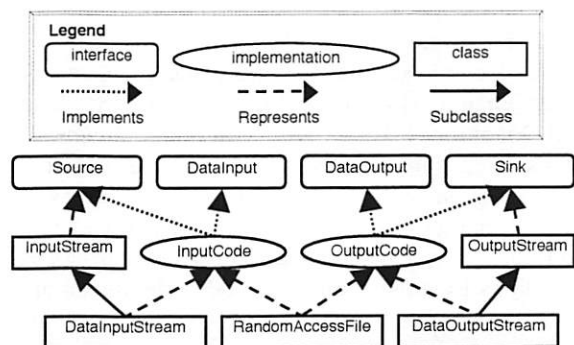 Legend
interface
implementation
class
Implements
Represents
Subclasses
Source
DataInput
DataOutput
Sink
InputStream
InputCode
OutputCode
OutputStream
DataInputStream
RandomAccessFile
DataOutputStream